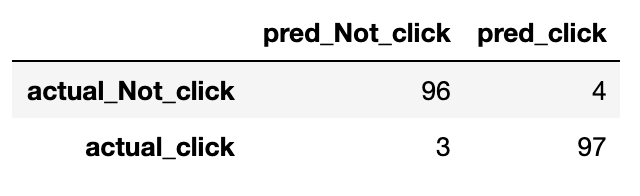 pred_Not_click pred_click
actual_Not_click 96 4
actual_click 3 97